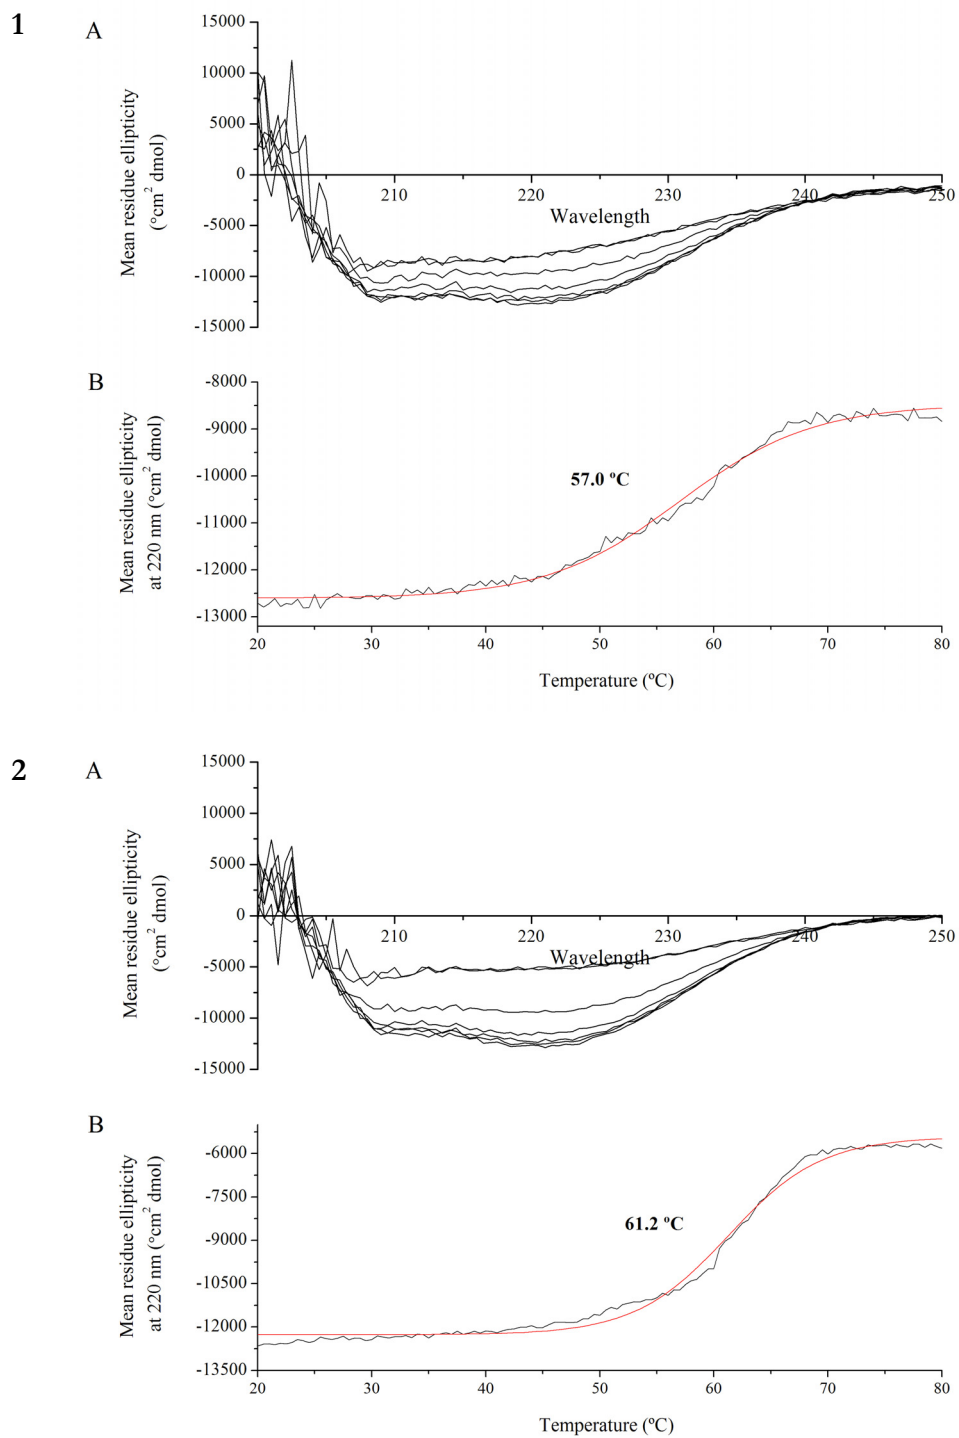 1
A
15000
10000
5000
0
-5000
-10000
-15000
Mean residue ellipticity
(°cm2 dmol)
210 220 230 240 250
Wavelength
B
-8000
-9000
-10000
-11000
-12000
-13000
Mean residue ellipticity
at 220 nm (°cm2 dmol)
57.0 ºC
20 30 40 50 60 70 80
Temperature (ºC)
2
A
15000
10000
5000
0
-5000
-10000
-15000
Mean residue ellipticity
(°cm2 dmol)
210 220 230 240 250
Wavelength
B
-6000
-7500
-9000
-10500
-12000
-13500
Mean residue ellipticity
at 220 nm (°cm2 dmol)
61.2 ºC
20 30 40 50 60 70 80
Temperature (ºC)